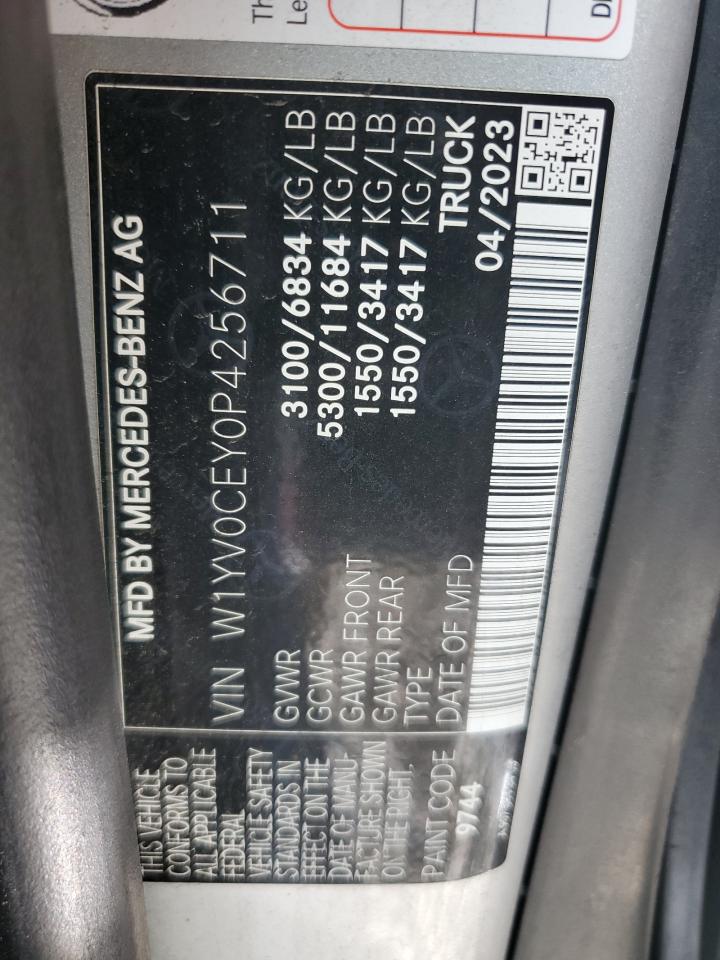 Th
Le
DI
MFD BY MERCEDES-BENZ AG
VIN W1YV0CEY0P4256711
GVWR 3100/6834 KG/LB
GCWR 5300/11684 KG/LB
GAWR FRONT 1550/3417 KG/LB
GAWR REAR 1550/3417 KG/LB
TYPE TRUCK
DATE OF MFD 04/2023
THIS VEHICLE
CONFORMS TO
ALL APPLICABLE
FEDERAL
VEHICLE SAFETY
STANDARDS IN
EFFECT ON THE
DATE OF MANU-
FACTURE SHOWN
ON THE RIGHT,
PAINT CODE
9744